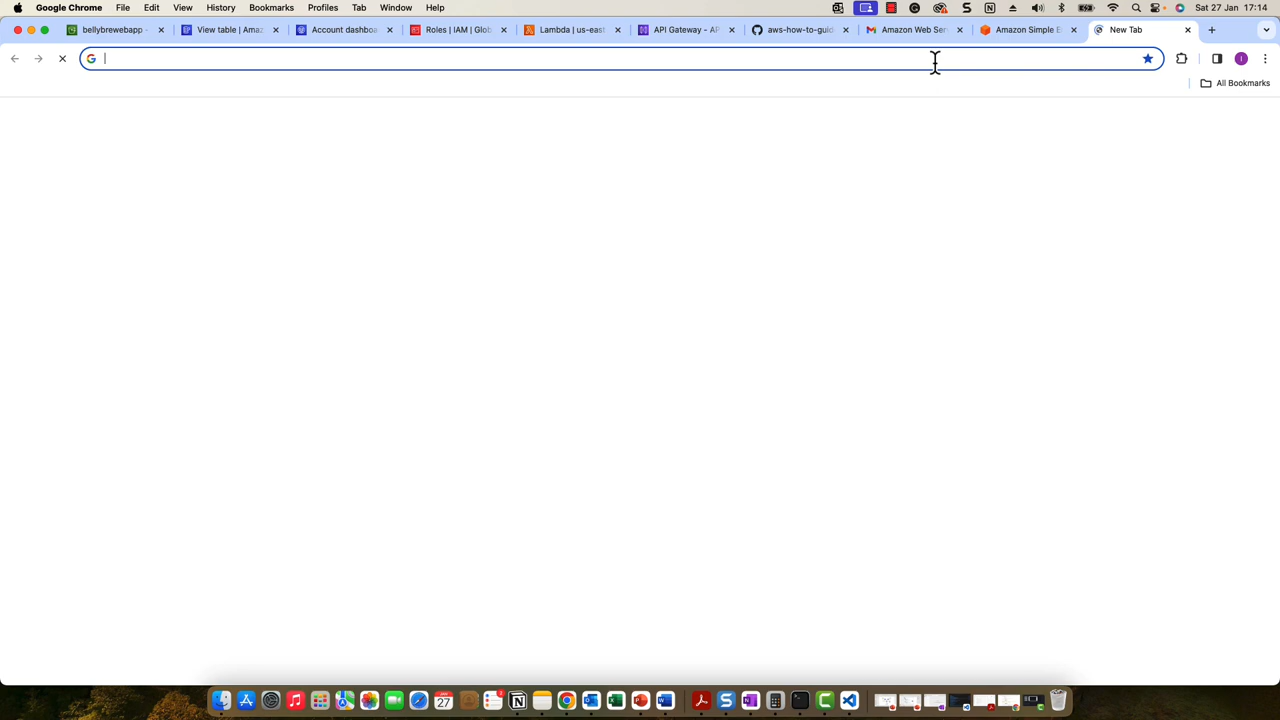 Google Chrome File Edit View History Bookmarks Profiles Tab Window Help Sat 27 Jan 17:14
bellybrewebapp - View table | Amaz Account dashboa Roles | IAM | Glob Lambda | us-east API Gateway - AP aws-how-to-guid Amazon Web Ser Amazon Simple E New Tab
All Bookmarks
27